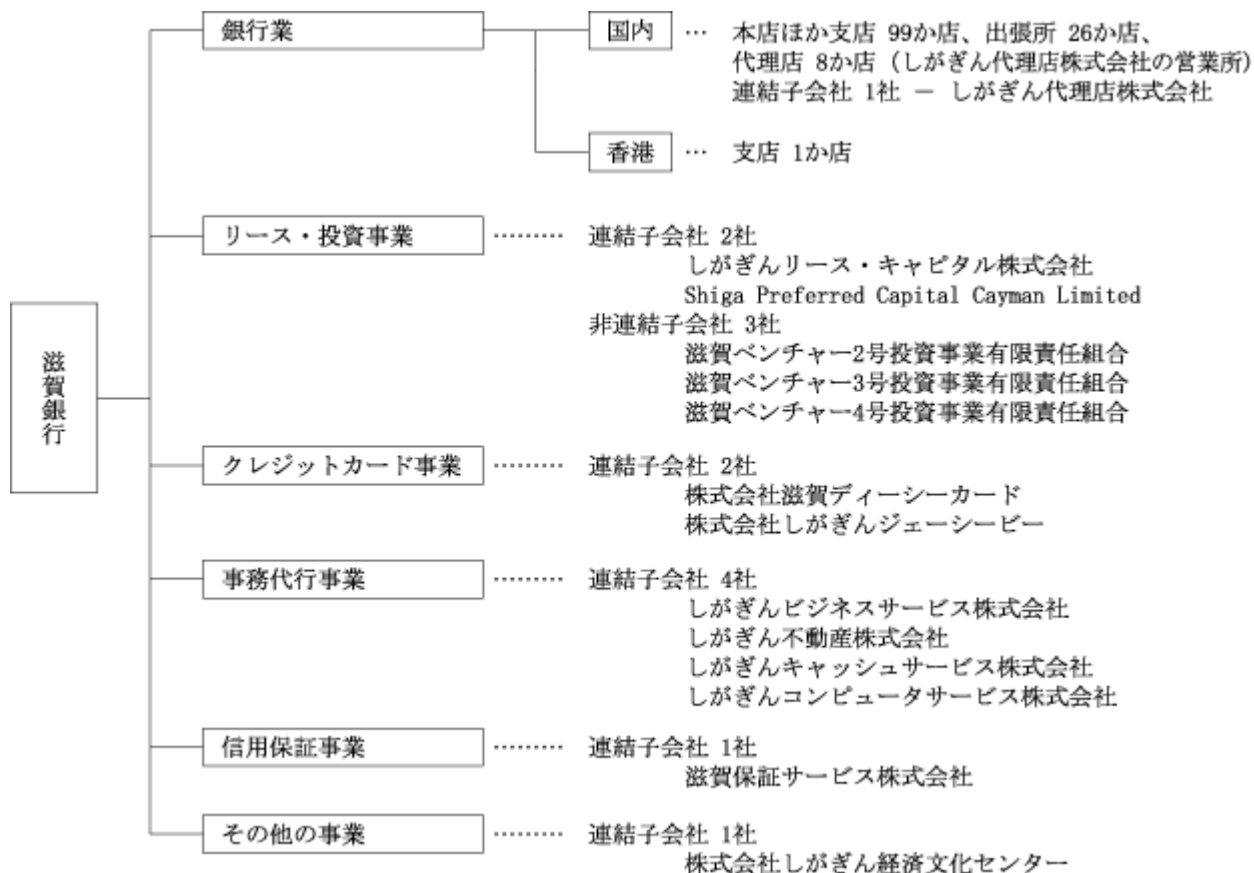 銀行業
国内 … 本店ほか支店 99か店、出張所 26か店、
代理店 8か店 (しがぎん代理店株式会社の営業所)
連結子会社 1社 － しがぎん代理店株式会社
香港 … 支店 1か店
リース・投資事業 ……… 連結子会社 2社
しがぎんリース・キャピタル株式会社
Shiga Preferred Capital Cayman Limited
非連結子会社 3社
滋賀ベンチャー2号投資事業有限責任組合
滋賀ベンチャー3号投資事業有限責任組合
滋賀ベンチャー4号投資事業有限責任組合
滋賀銀行
クレジットカード事業 ……… 連結子会社 2社
株式会社滋賀ディーシーカード
株式会社しがぎんジェーシービー
事務代行事業 ……… 連結子会社 4社
しがぎんビジネスサービス株式会社
しがぎん不動産株式会社
しがぎんキャッシュサービス株式会社
しがぎんコンピュータサービス株式会社
信用保証事業 ……… 連結子会社 1社
滋賀保証サービス株式会社
その他の事業 ……… 連結子会社 1社
株式会社しがぎん経済文化センター